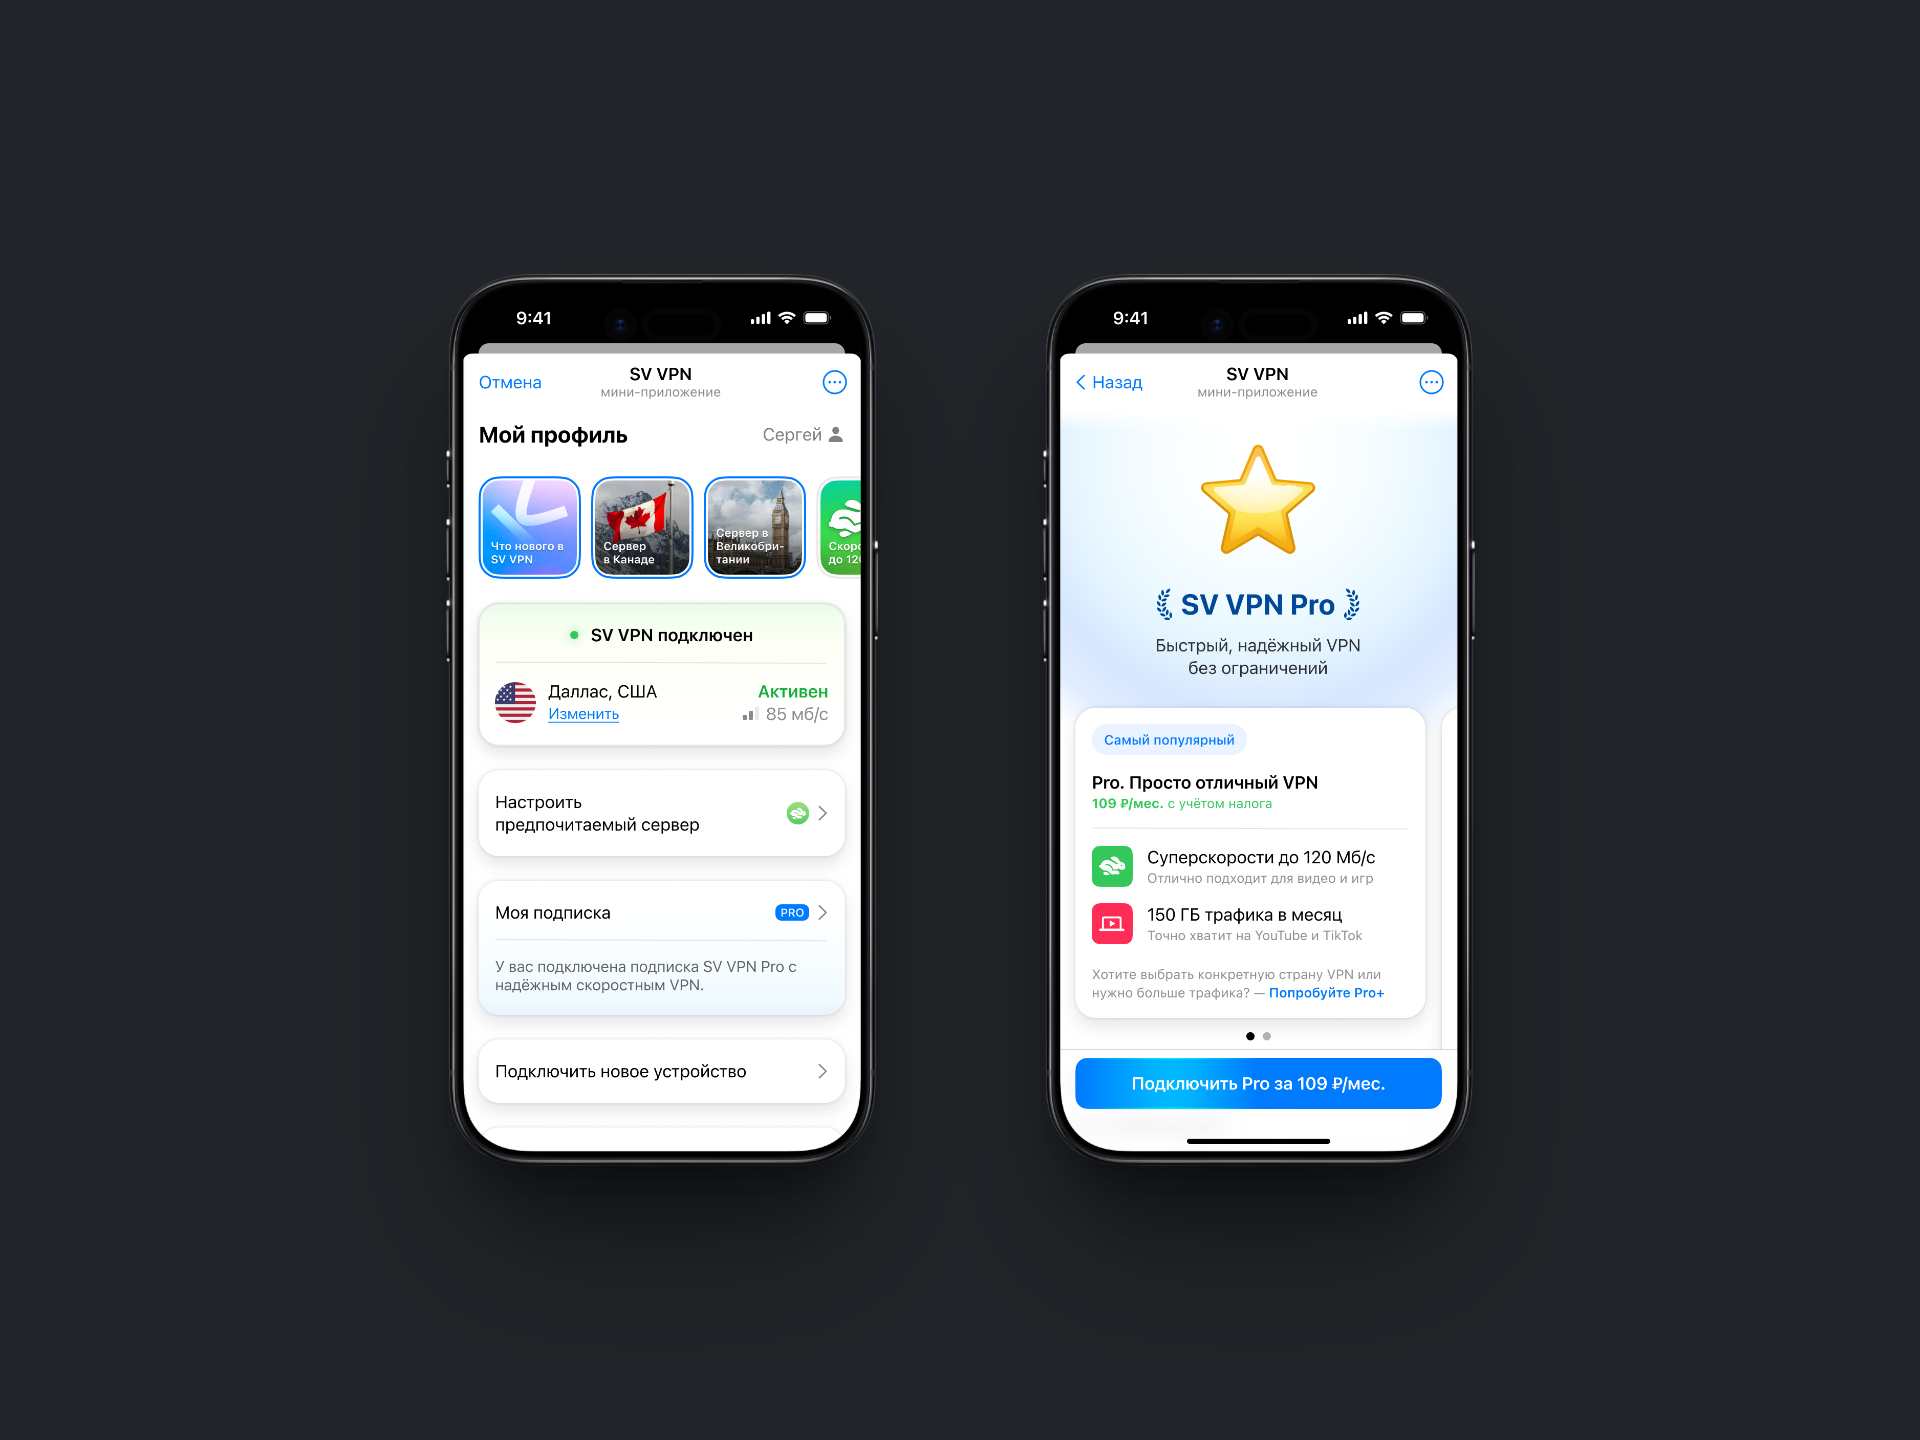 9:41
Отмена
SV VPN
мини-приложение
Мой профиль
Сергей
Что нового в
SV VPN
Сервер
в Канаде
Сервер в
Великобри-
тании
до 120
SV VPN подключен
Даллас, США
Активен
Изменить
85 мб/с
Настроить
предпочитаемый сервер
Моя подписка
PRO
У вас подключена подписка SV VPN Pro с
надёжным скоростным VPN.
Подключить новое устройство
9:41
Назад
SV VPN
мини-приложение
SV VPN Pro
Быстрый, надёжный VPN
без ограничений
Самый популярный
Pro. Просто отличный VPN
109 ₽/мес. с учётом налога
Суперскорости до 120 Мб/с
Отлично подходит для видео и игр
150 ГБ трафика в месяц
Точно хватит на YouTube и TikTok
Хотите выбрать конкретную страну VPN или
нужно больше трафика? — Попробуйте Pro+
Подключить Pro за 109 ₽/мес.